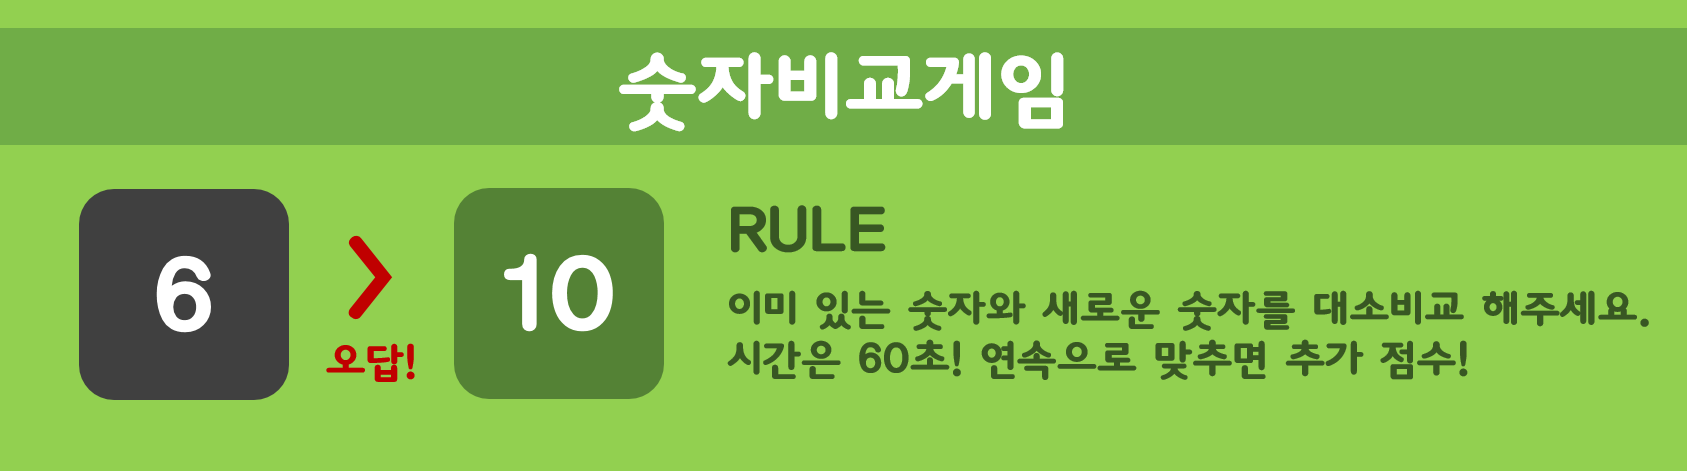 숫자비교게임
6 > 10
오답!
RULE
이미 있는 숫자와 새로운 숫자를 대소비교 해주세요.
시간은 60초! 연속으로 맞추면 추가 점수!